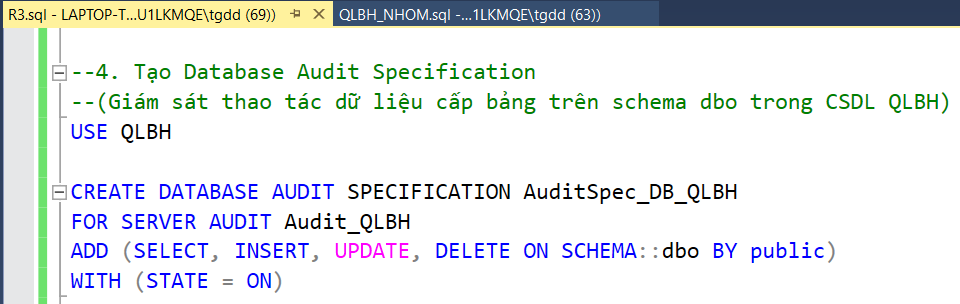 R3.sql - LAPTOP-T...U1LKMQE\tgdd (69))
QLBH_NHOM.sql -...1LKMQE\tgdd (63))
--4. Tạo Database Audit Specification
--(Giám sát thao tác dữ liệu cấp bảng trên schema dbo trong CSDL QLBH)
USE QLBH
CREATE DATABASE AUDIT SPECIFICATION AuditSpec_DB_QLBH
FOR SERVER AUDIT Audit_QLBH
ADD (SELECT, INSERT, UPDATE, DELETE ON SCHEMA::dbo BY public)
WITH (STATE = ON)